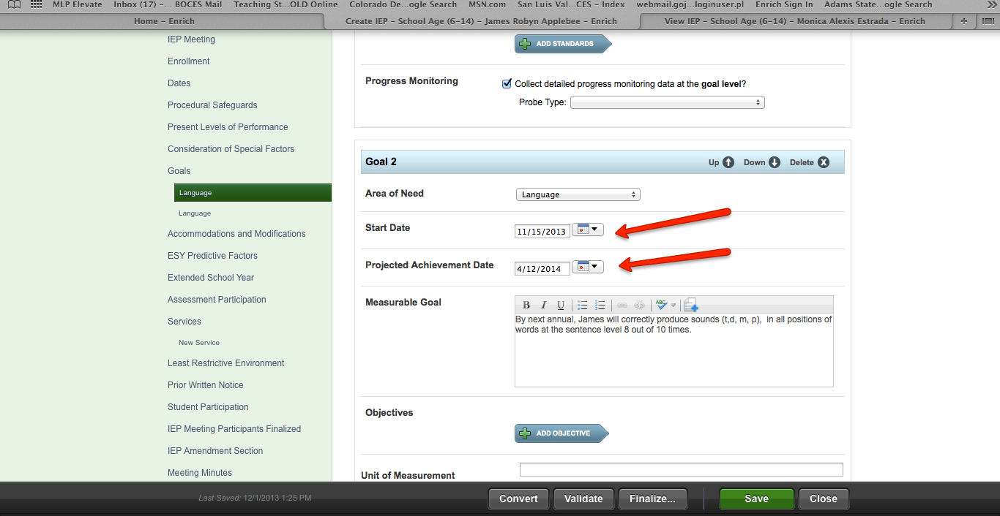 MLP Elevate Inbox (17) -... BOCES Mail Teaching St...OLD Online Colorado De...ogle Search MSN.com San Luis Val...CES - Index webmail.goj...loginuser.pl Enrich Sign In Adams State...ogle Search
Home – Enrich Create IEP – School Age (6–14) – James Robyn Applebee – Enrich View IEP – School Age (6–14) – Monica Alexis Estrada – Enrich
IEP Meeting
Enrollment
Dates
Procedural Safeguards
Present Levels of Performance
Consideration of Special Factors
Goals
Language
Language
Accommodations and Modifications
ESY Predictive Factors
Extended School Year
Assessment Participation
Services
New Service
Least Restrictive Environment
Prior Written Notice
Student Participation
IEP Meeting Participants Finalized
IEP Amendment Section
Meeting Minutes
ADD STANDARDS
Progress Monitoring Collect detailed progress monitoring data at the goal level?
Probe Type:
Goal 2 Up Down Delete X
Area of Need Language
Start Date 11/15/2013
Projected Achievement Date 4/12/2014
Measurable Goal B I U ABC
By next annual, James will correctly produce sounds (t,d, m, p),  in all positions of
words at the sentence level 8 out of 10 times.
Objectives
ADD OBJECTIVE
Unit of Measurement
Last Saved: 12/1/2013 1:25 PM Convert Validate Finalize... Save Close